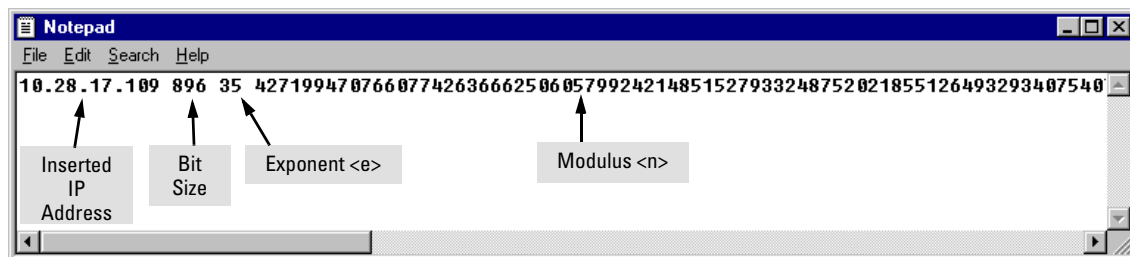 Notepad
File Edit Search Help
10.28.17.109 896 35 427199470766077426366625060579924214851527933248752021855126493293407540
Inserted
IP
Address
Bit
Size
Exponent <e>
Modulus <n>